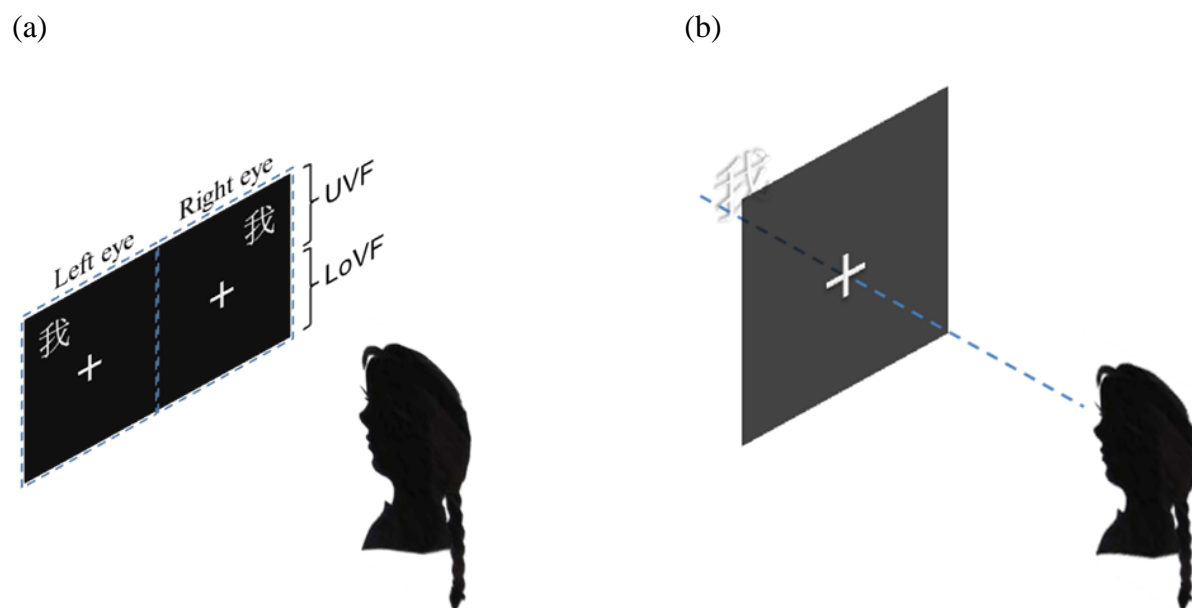 (a)
(b)
Left eye
Right eye
我
我
UVF
LoVF
我